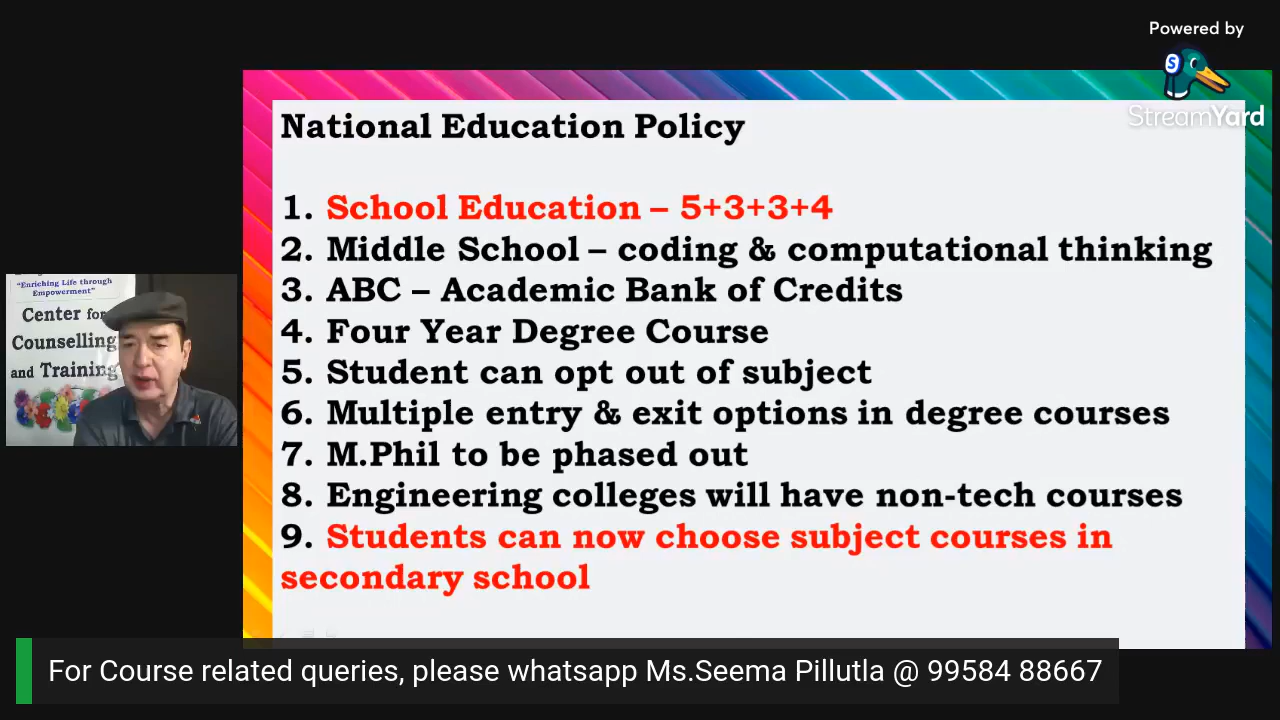 Powered by
StreamYard
National Education Policy
1. School Education – 5+3+3+4
2. Middle School – coding & computational thinking
3. ABC – Academic Bank of Credits
4. Four Year Degree Course
5. Student can opt out of subject
6. Multiple entry & exit options in degree courses
7. M.Phil to be phased out
8. Engineering colleges will have non-tech courses
9. Students can now choose subject courses in
secondary school
"Enriching Life through
Empowerment"
Center for
Counselling
and Training
For Course related queries, please whatsapp Ms.Seema Pillutla @ 99584 88667